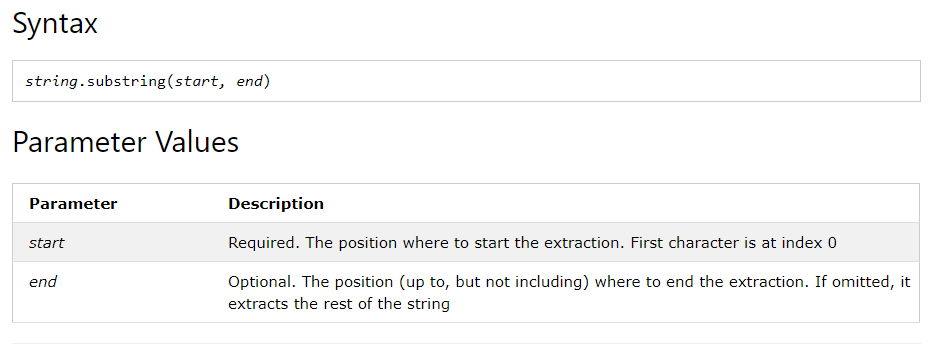 Syntax
string.substring(start, end)
Parameter Values
Parameter Description
start Required. The position where to start the extraction. First character is at index 0
end Optional. The position (up to, but not including) where to end the extraction. If omitted, it
extracts the rest of the string